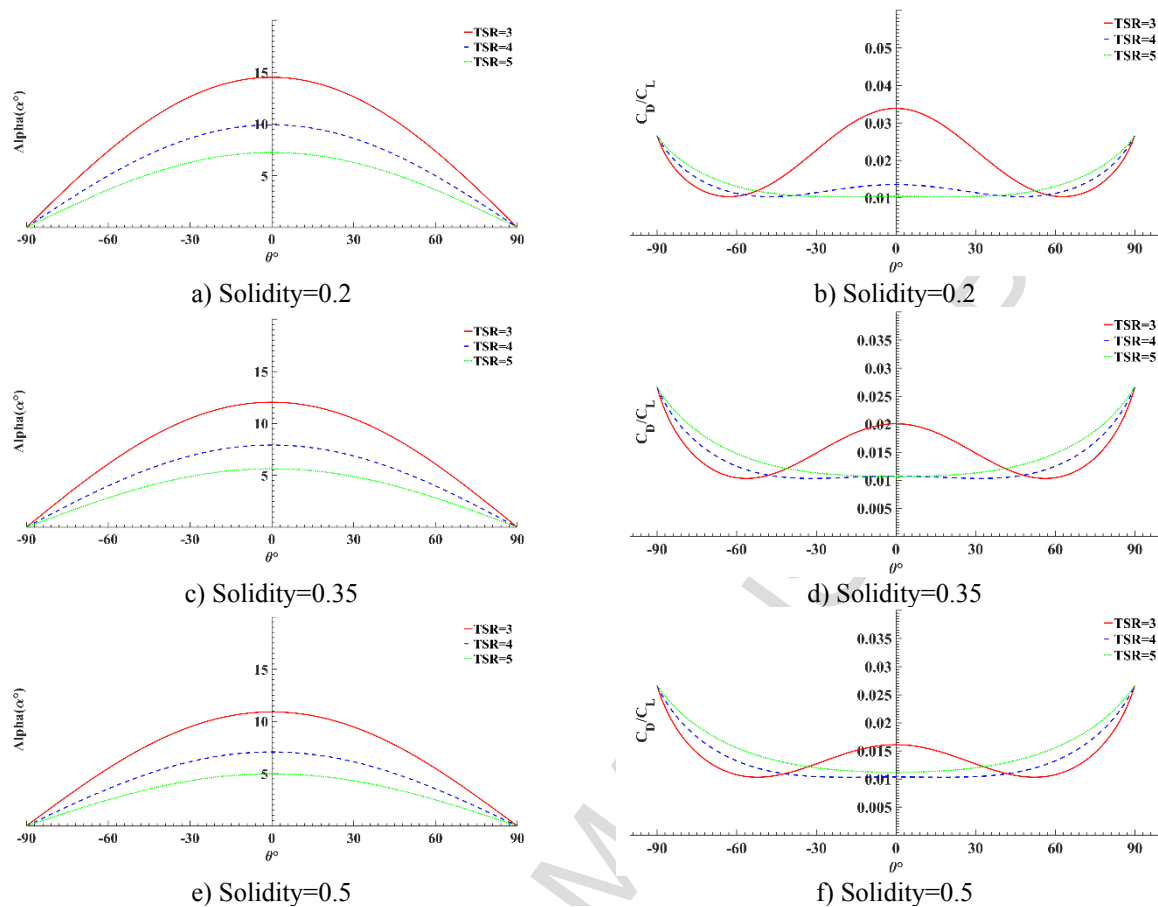 TSR=3
TSR=4
TSR=5
Alpha(α°)
15
10
5
-90 -60 -30 0 30 60 90
θ°
a) Solidity=0.2
TSR=3
TSR=4
TSR=5
C_D/C_L
0.05
0.04
0.03
0.02
0.01
-90 -60 -30 0 30 60 90
θ°
b) Solidity=0.2
TSR=3
TSR=4
TSR=5
Alpha(α°)
15
10
5
-90 -60 -30 0 30 60 90
θ°
c) Solidity=0.35
TSR=3
TSR=4
TSR=5
C_D/C_L
0.035
0.03
0.025
0.02
0.015
0.01
0.005
-90 -60 -30 0 30 60 90
θ°
d) Solidity=0.35
TSR=3
TSR=4
TSR=5
Alpha(α°)
15
10
5
-90 -60 -30 0 30 60 90
θ°
e) Solidity=0.5
TSR=3
TSR=4
TSR=5
C_D/C_L
0.035
0.03
0.025
0.02
0.015
0.01
0.005
-90 -60 -30 0 30 60 90
θ°
f) Solidity=0.5